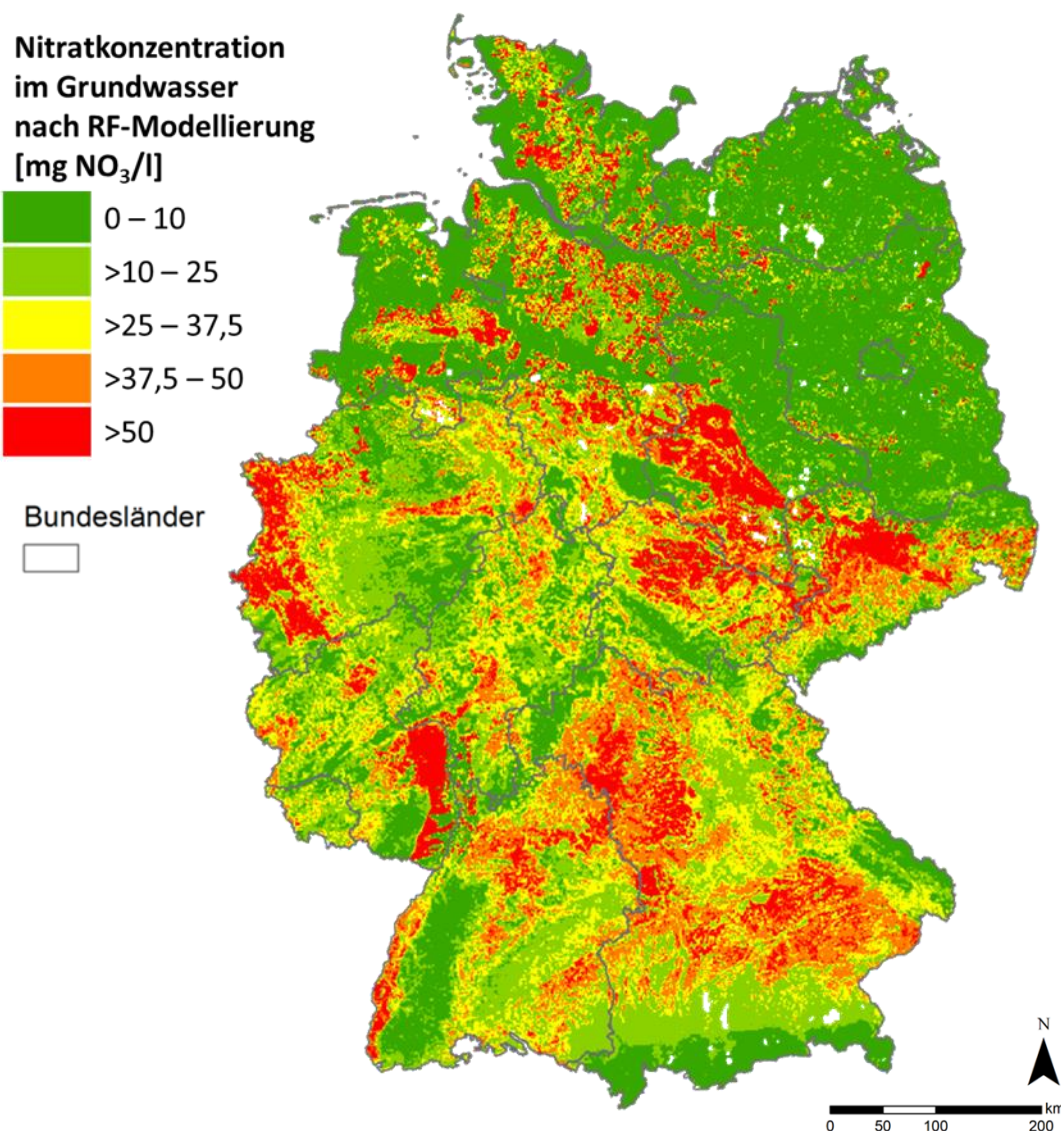 Nitratkonzentration
im Grundwasser
nach RF-Modellierung
[mg NO₃/l]
0 – 10
>10 – 25
>25 – 37,5
>37,5 – 50
>50
Bundesländer
N
km
0 50 100 200